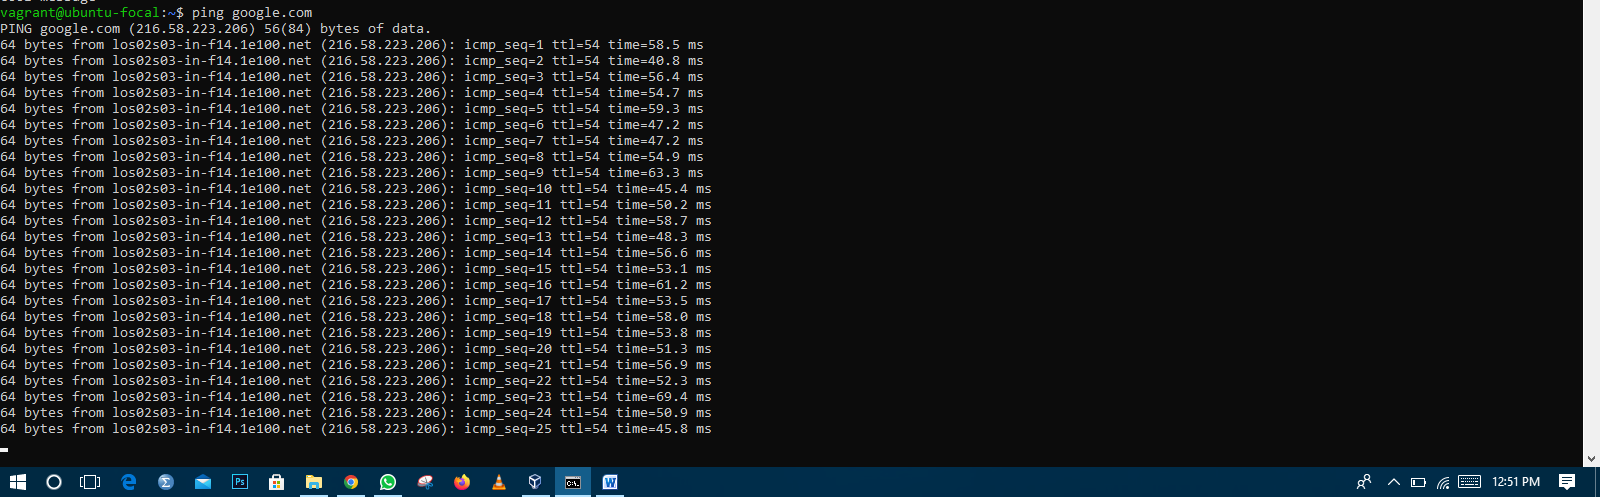 vagrant@ubuntu-focal:~$ ping google.com
PING google.com (216.58.223.206) 56(84) bytes of data.
64 bytes from los02s03-in-f14.1e100.net (216.58.223.206): icmp_seq=1 ttl=54 time=58.5 ms
64 bytes from los02s03-in-f14.1e100.net (216.58.223.206): icmp_seq=2 ttl=54 time=40.8 ms
64 bytes from los02s03-in-f14.1e100.net (216.58.223.206): icmp_seq=3 ttl=54 time=56.4 ms
64 bytes from los02s03-in-f14.1e100.net (216.58.223.206): icmp_seq=4 ttl=54 time=54.7 ms
64 bytes from los02s03-in-f14.1e100.net (216.58.223.206): icmp_seq=5 ttl=54 time=59.3 ms
64 bytes from los02s03-in-f14.1e100.net (216.58.223.206): icmp_seq=6 ttl=54 time=47.2 ms
64 bytes from los02s03-in-f14.1e100.net (216.58.223.206): icmp_seq=7 ttl=54 time=47.2 ms
64 bytes from los02s03-in-f14.1e100.net (216.58.223.206): icmp_seq=8 ttl=54 time=54.9 ms
64 bytes from los02s03-in-f14.1e100.net (216.58.223.206): icmp_seq=9 ttl=54 time=63.3 ms
64 bytes from los02s03-in-f14.1e100.net (216.58.223.206): icmp_seq=10 ttl=54 time=45.4 ms
64 bytes from los02s03-in-f14.1e100.net (216.58.223.206): icmp_seq=11 ttl=54 time=50.2 ms
64 bytes from los02s03-in-f14.1e100.net (216.58.223.206): icmp_seq=12 ttl=54 time=58.7 ms
64 bytes from los02s03-in-f14.1e100.net (216.58.223.206): icmp_seq=13 ttl=54 time=48.3 ms
64 bytes from los02s03-in-f14.1e100.net (216.58.223.206): icmp_seq=14 ttl=54 time=56.6 ms
64 bytes from los02s03-in-f14.1e100.net (216.58.223.206): icmp_seq=15 ttl=54 time=53.1 ms
64 bytes from los02s03-in-f14.1e100.net (216.58.223.206): icmp_seq=16 ttl=54 time=61.2 ms
64 bytes from los02s03-in-f14.1e100.net (216.58.223.206): icmp_seq=17 ttl=54 time=53.5 ms
64 bytes from los02s03-in-f14.1e100.net (216.58.223.206): icmp_seq=18 ttl=54 time=58.0 ms
64 bytes from los02s03-in-f14.1e100.net (216.58.223.206): icmp_seq=19 ttl=54 time=53.8 ms
64 bytes from los02s03-in-f14.1e100.net (216.58.223.206): icmp_seq=20 ttl=54 time=51.3 ms
64 bytes from los02s03-in-f14.1e100.net (216.58.223.206): icmp_seq=21 ttl=54 time=56.9 ms
64 bytes from los02s03-in-f14.1e100.net (216.58.223.206): icmp_seq=22 ttl=54 time=52.3 ms
64 bytes from los02s03-in-f14.1e100.net (216.58.223.206): icmp_seq=23 ttl=54 time=69.4 ms
64 bytes from los02s03-in-f14.1e100.net (216.58.223.206): icmp_seq=24 ttl=54 time=50.9 ms
64 bytes from los02s03-in-f14.1e100.net (216.58.223.206): icmp_seq=25 ttl=54 time=45.8 ms
12:51 PM